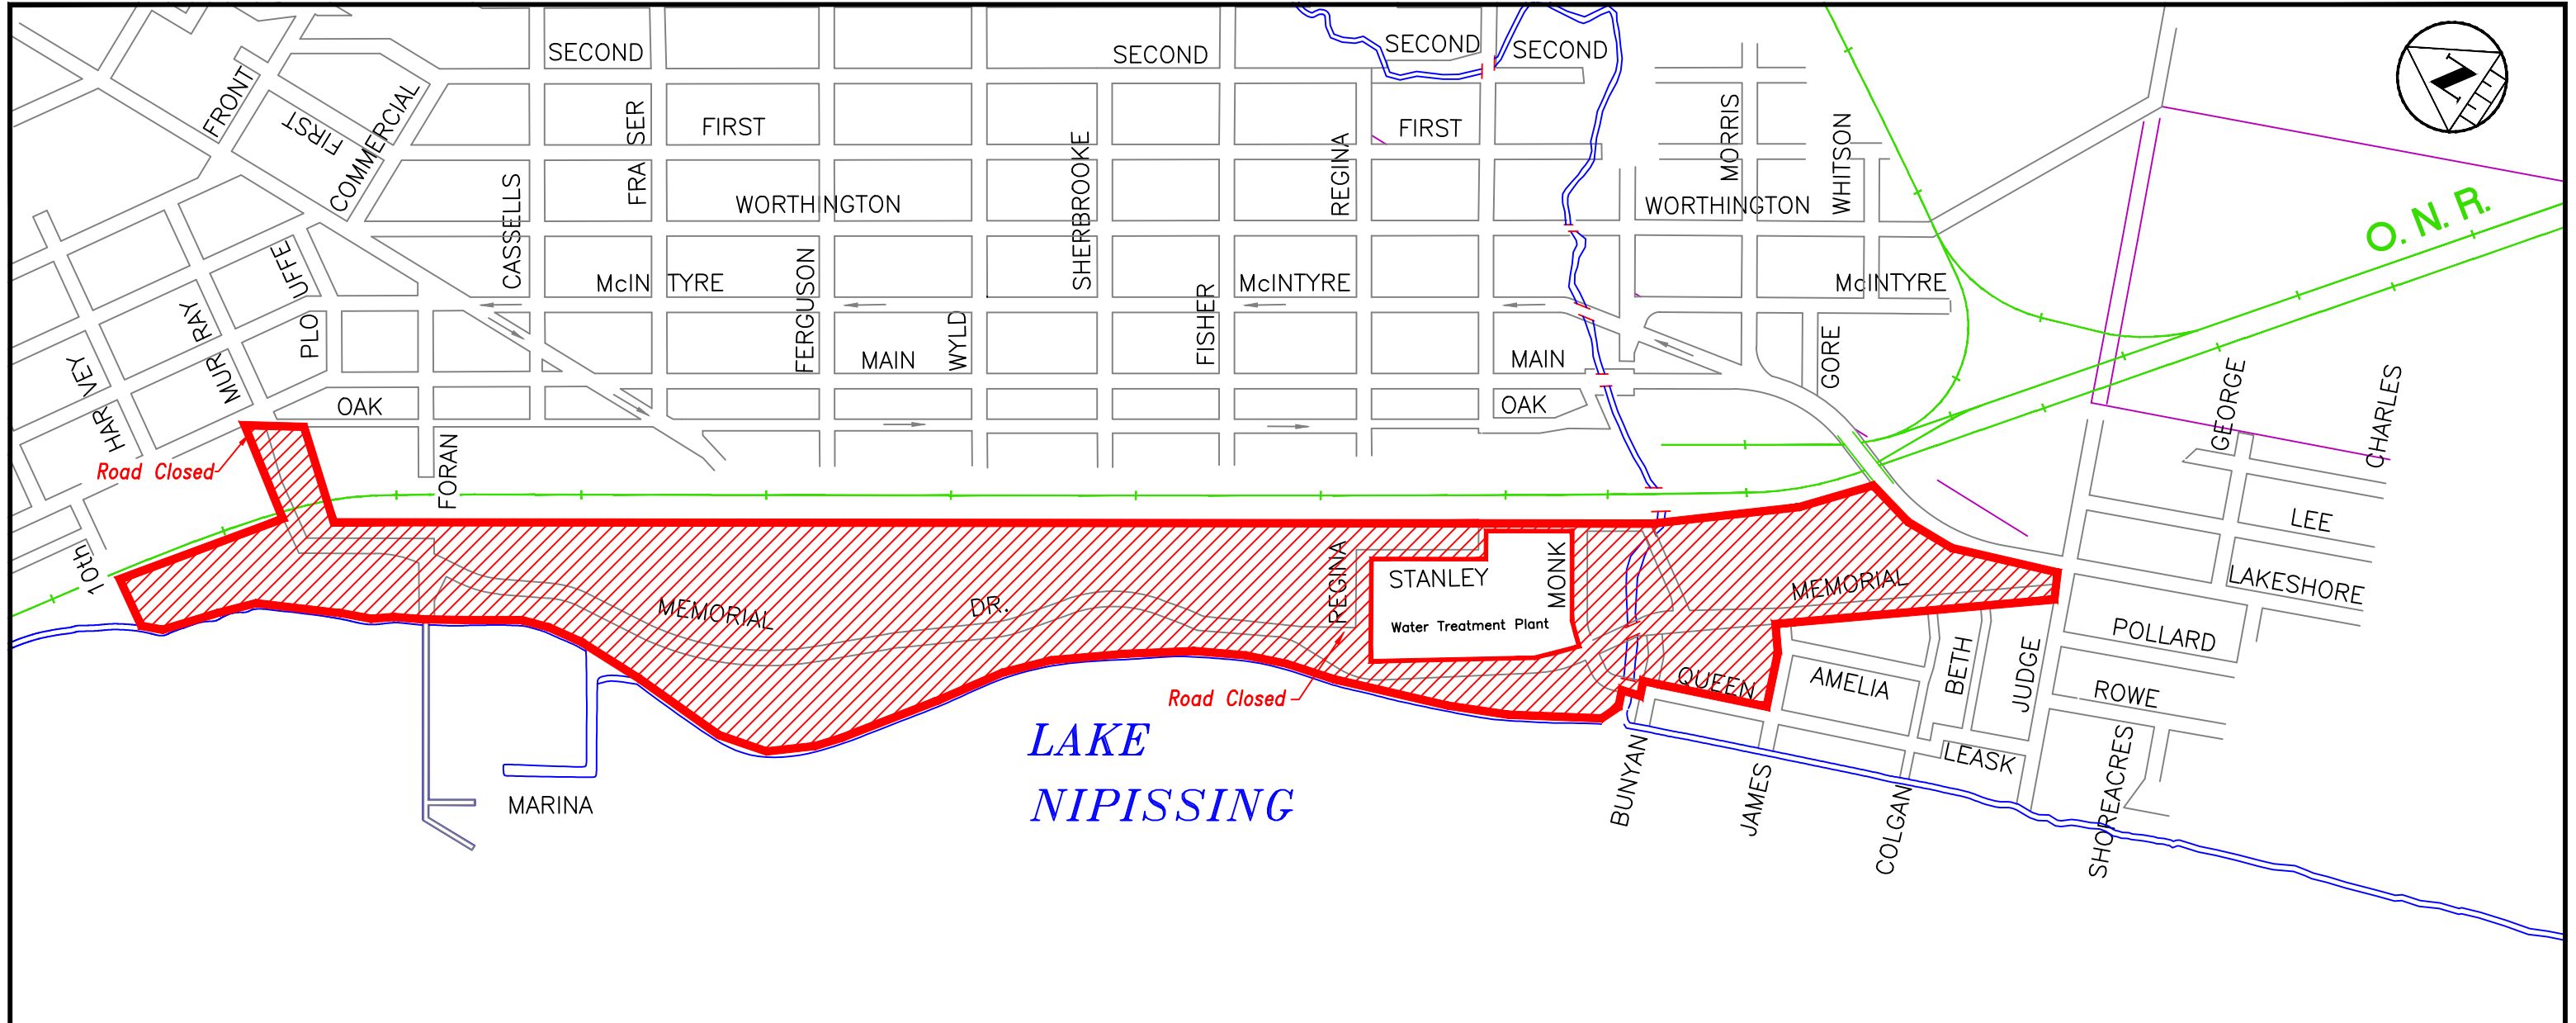 SECOND
SECOND
SECOND
SECOND
FRONT
FIRST
COMMERCIAL
FRA SER
FIRST
FIRST
MORRIS
WHITSON
N
CASSELLS
WORTHINGTON
SHERBROOKE
REGINA
WORTHINGTON
O. N. R.
PLO UFFE
McIN TYRE
FERGUSON
McINTYRE
McINTYRE
MUR RAY
HAR VEY
MAIN
WYLD
FISHER
MAIN
GORE
GEORGE
CHARLES
OAK
OAK
Road Closed
FORAN
10th
LEE
LAKESHORE
MEMORIAL
DR.
REGINA
STANLEY
MONK
Water Treatment Plant
MEMORIAL
POLLARD
Road Closed
QUEEN
AMELIA
BETH
JUDGE
ROWE
LAKE
NIPISSING
MARINA
BUNYAN
JAMES
COLGAN
LEASK
SHOREACRES